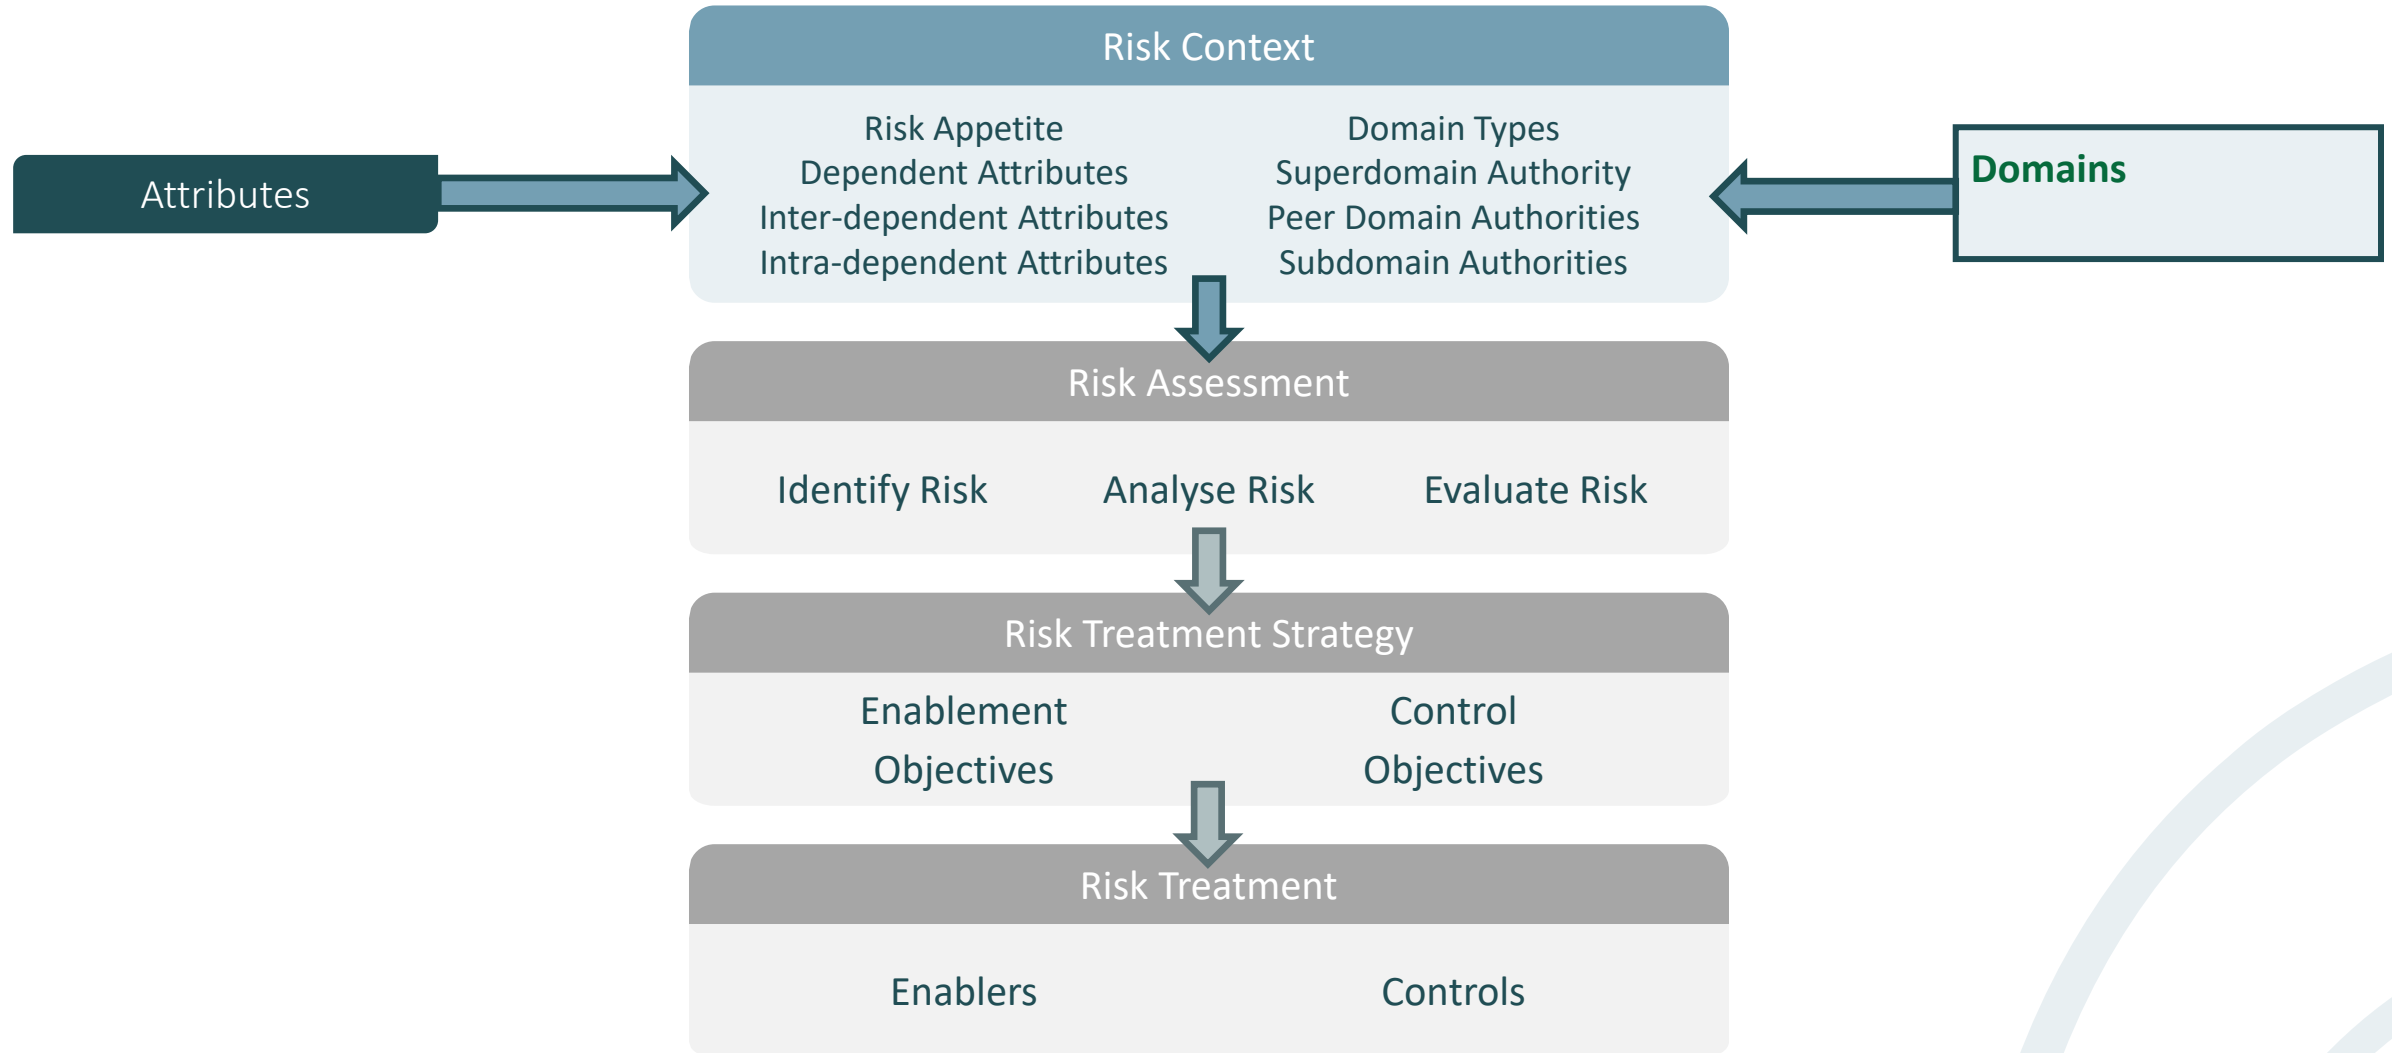 Risk Context
Attributes
Risk Appetite
Dependent Attributes
Inter-dependent Attributes
Intra-dependent Attributes
Domain Types
Superdomain Authority
Peer Domain Authorities
Subdomain Authorities
Domains
Risk Assessment
Identify Risk
Analyse Risk
Evaluate Risk
Risk Treatment Strategy
Enablement
Objectives
Control
Objectives
Risk Treatment
Enablers
Controls